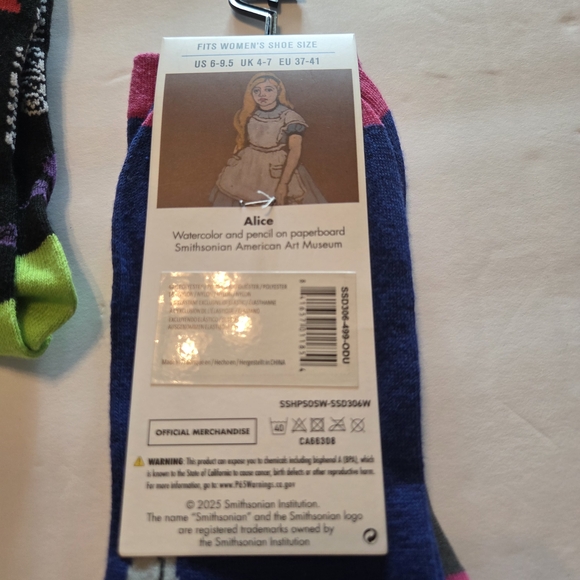 FITS WOMEN'S SHOE SIZE
US 6-9.5 UK 4-7 EU 37-41
Alice
Watercolor and pencil on paperboard
Smithsonian American Art Museum
SSD306-499-ODU
CHINA
SSHPS0SW-SSD306W
OFFICIAL MERCHANDISE
40
CA66308
WARNING: This product can expose you to chemicals including bisphenol A (BPA), which
is known to the State of California to cause cancer, birth defects or other reproductive harm.
For more information, go to: www.P65Warnings.ca.gov
© 2025 Smithsonian Institution.
The name "Smithsonian" and the Smithsonian logo
are registered trademarks owned by
the Smithsonian Institution